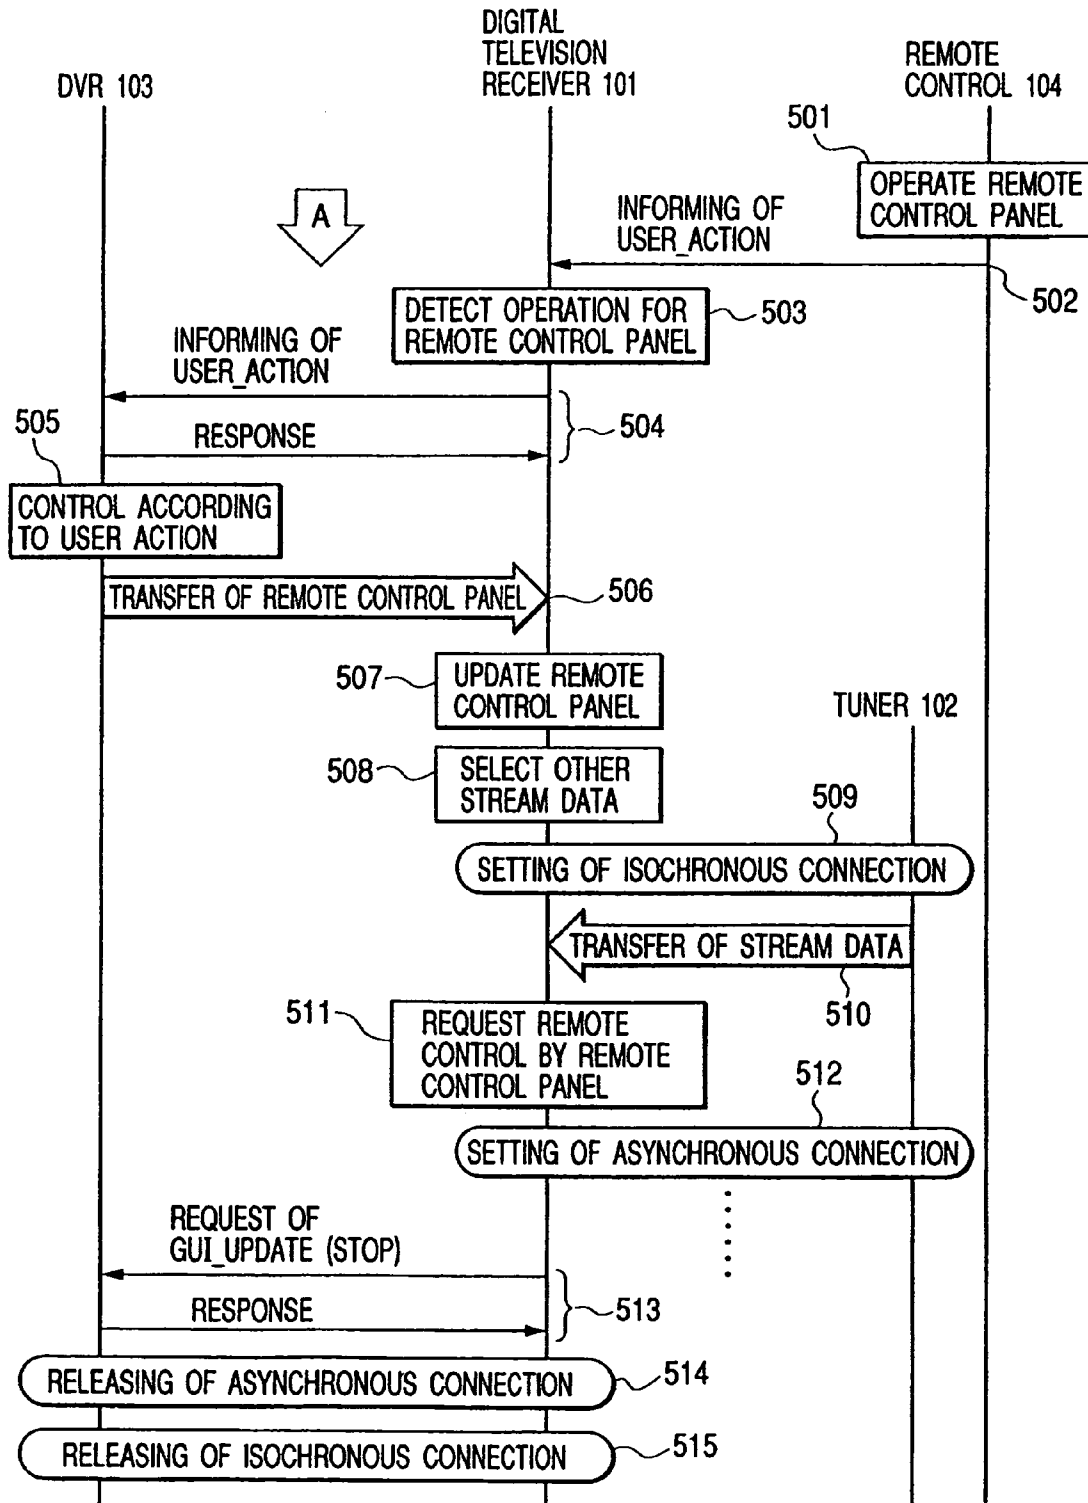 DIGITAL
TELEVISION
RECEIVER 101
DVR 103
REMOTE
CONTROL 104
501
OPERATE REMOTE
CONTROL PANEL
A
INFORMING OF
USER_ACTION
502
DETECT OPERATION FOR
REMOTE CONTROL PANEL
503
INFORMING OF
USER_ACTION
504
505
RESPONSE
CONTROL ACCORDING
TO USER ACTION
TRANSFER OF REMOTE CONTROL PANEL
506
507
UPDATE REMOTE
CONTROL PANEL
TUNER 102
508
SELECT OTHER
STREAM DATA
509
SETTING OF ISOCHRONOUS CONNECTION
TRANSFER OF STREAM DATA
510
511
REQUEST REMOTE
CONTROL BY REMOTE
CONTROL PANEL
512
SETTING OF ASYNCHRONOUS CONNECTION
REQUEST OF
GUI_UPDATE (STOP)
RESPONSE
513
RELEASING OF ASYNCHRONOUS CONNECTION
514
RELEASING OF ISOCHRONOUS CONNECTION
515